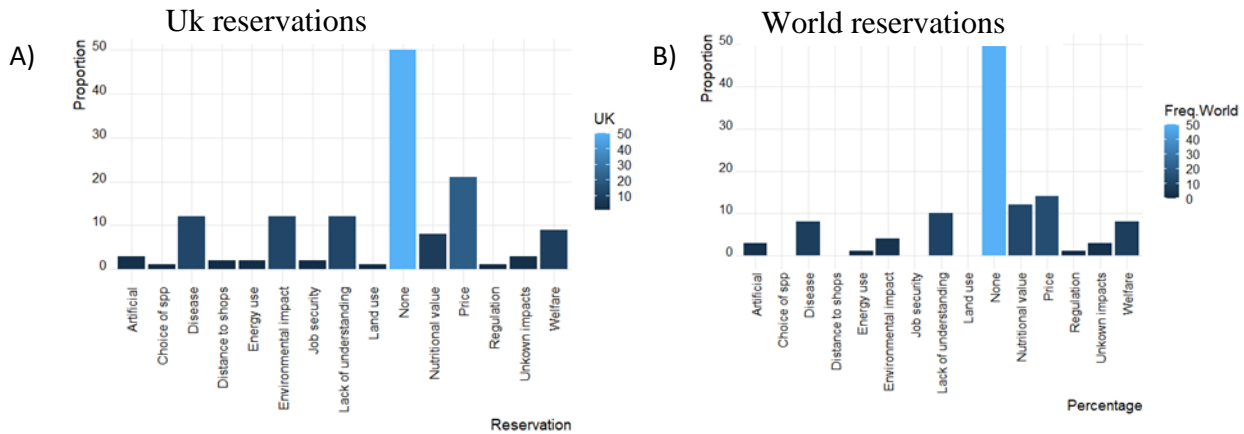 Uk reservations
A)
Proportion
50
40
30
20
10
0
Artificial
Choice of spp
Disease
Distance to shops
Energy use
Environmental impact
Job security
Lack of understanding
Land use
None
Nutritional value
Price
Regulation
Unkown impacts
Welfare
Reservation
UK
50
40
30
20
10
World reservations
B)
Proportion
50
40
30
20
10
0
Artificial
Choice of spp
Disease
Distance to shops
Energy use
Environmental impact
Job security
Lack of understanding
Land use
None
Nutritional value
Price
Regulation
Unkown impacts
Welfare
Percentage
Freq.World
50
40
30
20
10
0